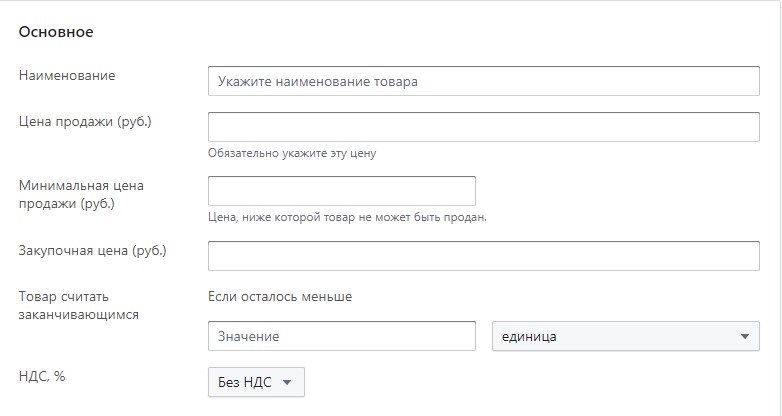 Основное
Наименование
Укажите наименование товара
Цена продажи (руб.)
Обязательно укажите эту цену
Минимальная цена
продажи (руб.)
Цена, ниже которой товар не может быть продан.
Закупочная цена (руб.)
Товар считать
заканчивающимся
Если осталось меньше
Значение
единица
НДС, %
Без НДС